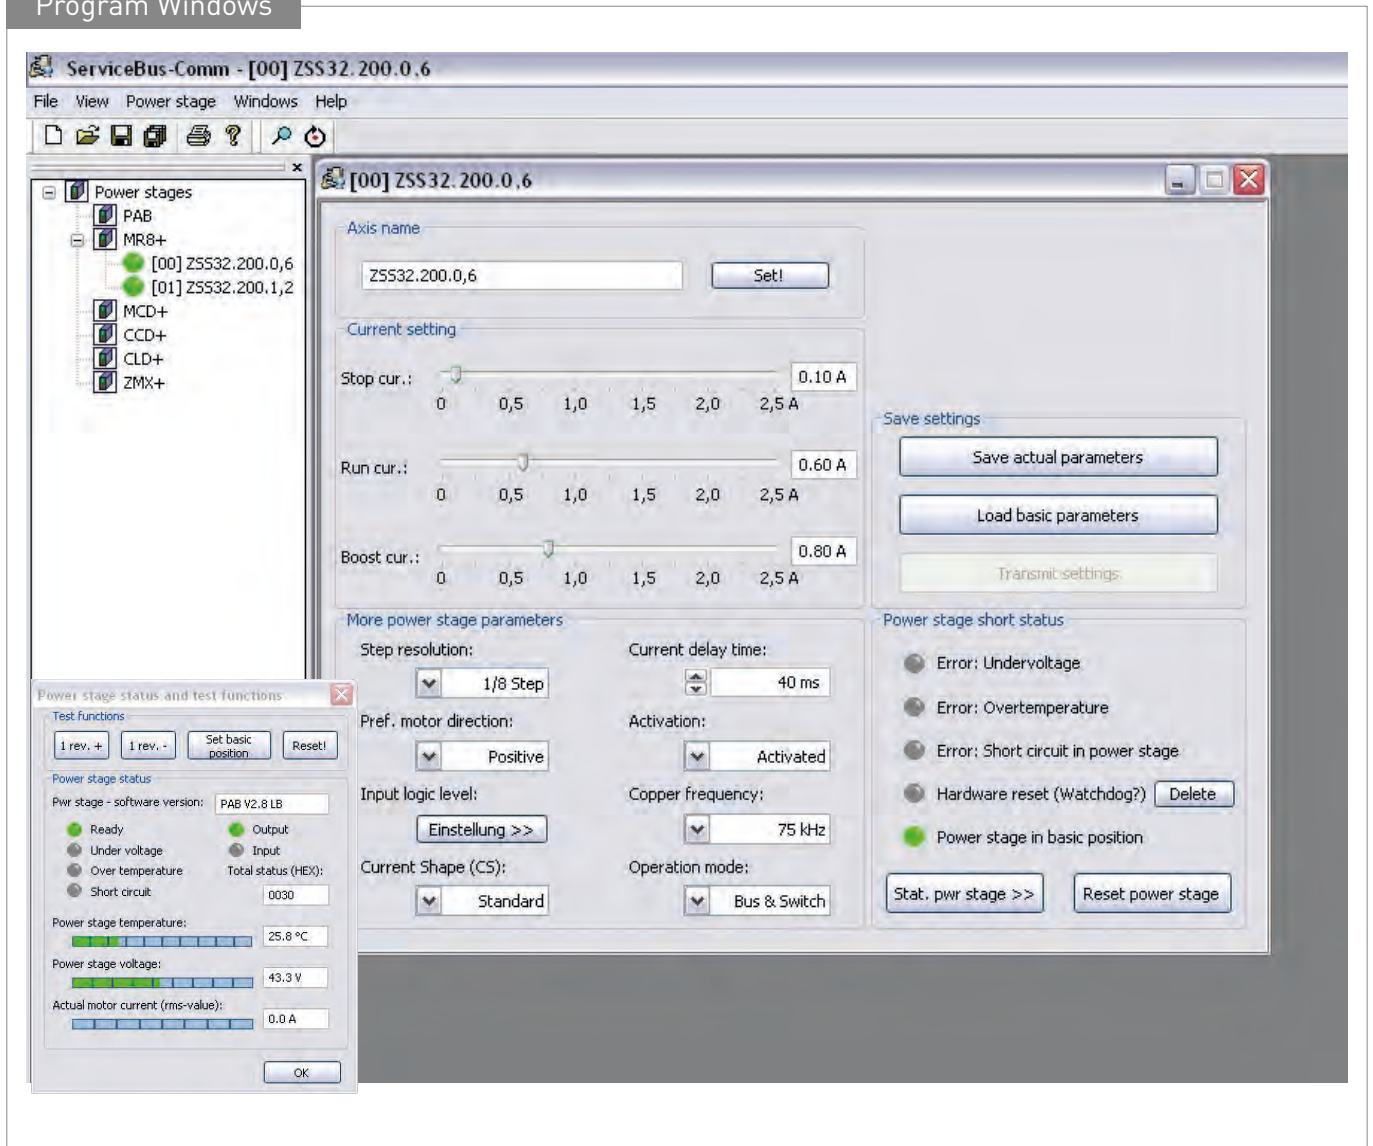 Program Windows
ServiceBus-Comm - [00] ZSS32.200.0,6
File View Power stage Windows Help
Power stages
PAB
MR8+
[00] ZSS32.200.0,6
[01] ZSS32.200.1,2
MCD+
CCD+
CLD+
ZMX+
[00] ZSS32.200.0,6
Axis name
ZSS32.200.0,6 Set!
Current setting
Stop cur.: 0.10 A
0 0,5 1,0 1,5 2,0 2,5 A
Run cur.: 0.60 A
0 0,5 1,0 1,5 2,0 2,5 A
Boost cur.: 0.80 A
0 0,5 1,0 1,5 2,0 2,5 A
Save settings
Save actual parameters
Load basic parameters
Transmit settings
More power stage parameters
Step resolution: Current delay time:
1/8 Step 40 ms
Pref. motor direction: Activation:
Positive Activated
Input logic level: Copper frequency:
Einstellung >> 75 kHz
Current Shape (CS): Operation mode:
Standard Bus & Switch
Power stage short status
Error: Undervoltage
Error: Overtemperature
Error: Short circuit in power stage
Hardware reset (Watchdog?) Delete
Power stage in basic position
Stat. pwr stage >> Reset power stage
Power stage status and test functions
Test functions
1 rev. + 1 rev. - Set basic position Reset!
Power stage status
Pwr stage - software version: PAB V2.8 LB
Ready Output
Under voltage Input
Over temperature Total status (HEX):
Short circuit 0030
Power stage temperature:
25.8 °C
Power stage voltage:
43.3 V
Actual motor current (rms-value):
0.0 A
OK